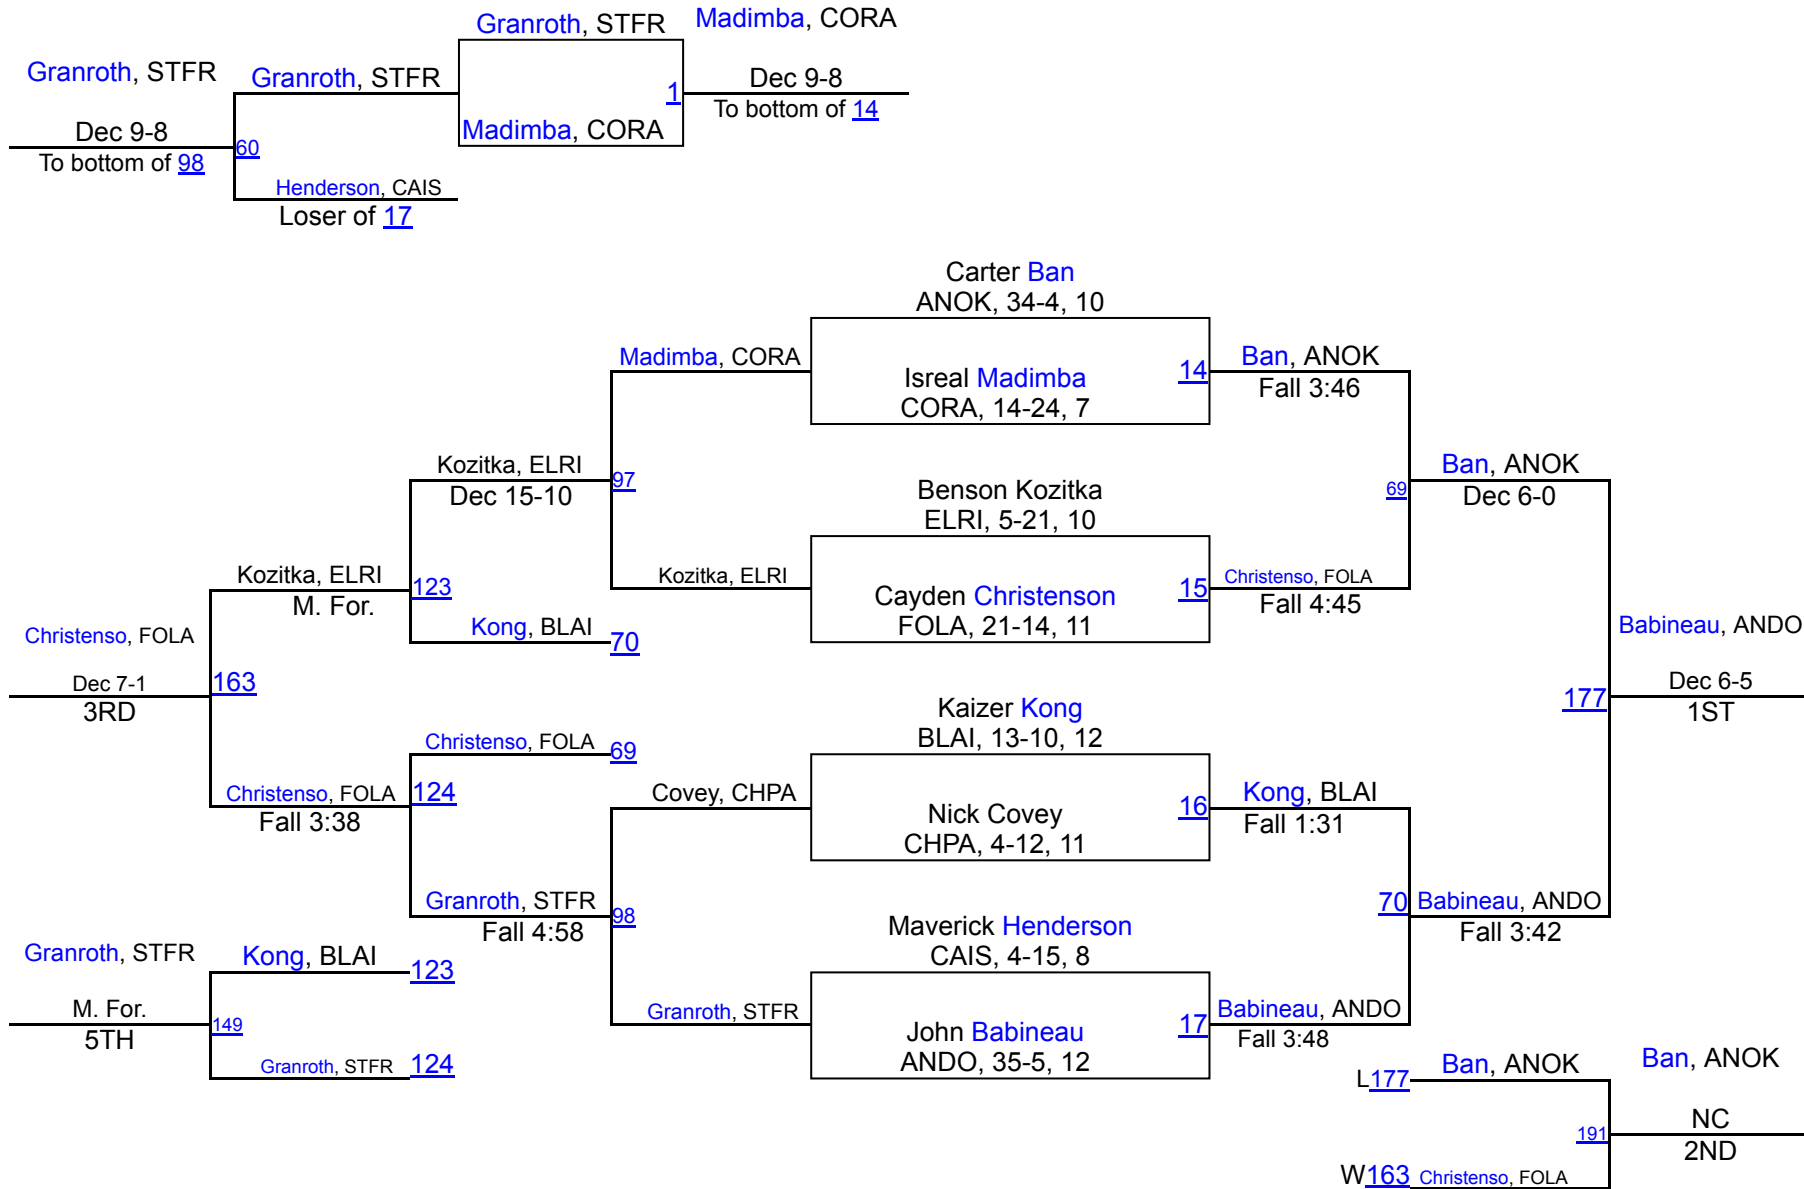 Granroth, STFR
Madimba, CORA
Granroth, STFR
Granroth, STFR
1
Dec 9-8
To bottom of 14
Madimba, CORA
Dec 9-8
To bottom of 98
60
Henderson, CAIS
Loser of 17
Carter Ban
ANOK, 34-4, 10
Madimba, CORA
Isreal Madimba
CORA, 14-24, 7
14
Ban, ANOK
Fall 3:46
Kozitka, ELRI
Dec 15-10
97
Benson Kozitka
ELRI, 5-21, 10
69
Ban, ANOK
Dec 6-0
Kozitka, ELRI
M. For.
123
Kozitka, ELRI
Cayden Christenson
FOLA, 21-14, 11
15
Christenso, FOLA
Fall 4:45
Christenso, FOLA
Kong, BLAI
70
Babineau, ANDO
Dec 7-1
3RD
163
Kaizer Kong
BLAI, 13-10, 12
177
Dec 6-5
1ST
Christenso, FOLA
69
Christenso, FOLA
Fall 3:38
124
Covey, CHPA
Nick Covey
CHPA, 4-12, 11
16
Kong, BLAI
Fall 1:31
Granroth, STFR
Fall 4:58
98
Maverick Henderson
CAIS, 4-15, 8
70
Babineau, ANDO
Fall 3:42
Granroth, STFR
Kong, BLAI
123
M. For.
5TH
149
Granroth, STFR
John Babineau
ANDO, 35-5, 12
17
Babineau, ANDO
Fall 3:48
Granroth, STFR
124
L177
Ban, ANOK
Ban, ANOK
191
NC
2ND
W163
Christenso, FOLA